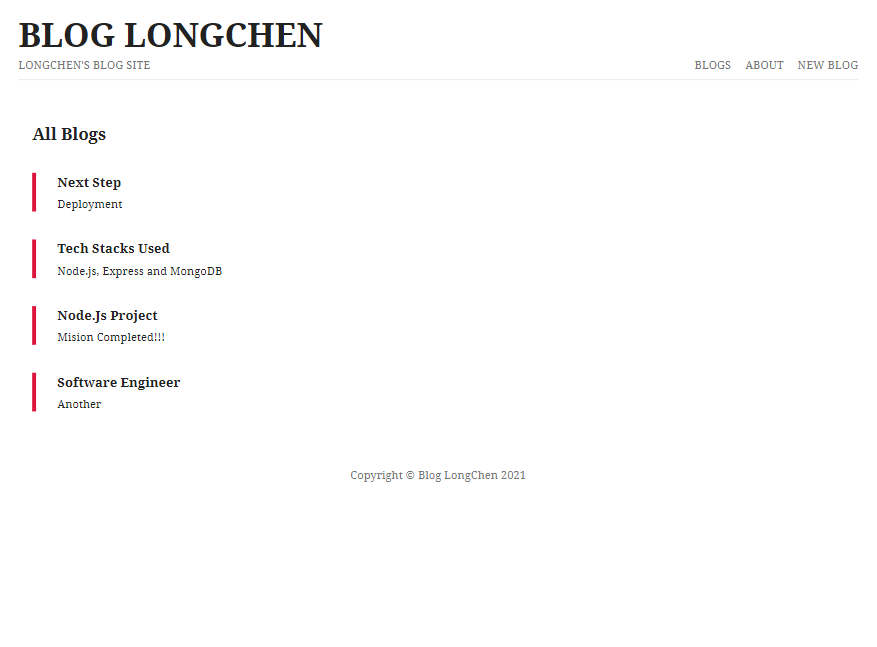 BLOG LONGCHEN
LONGCHEN'S BLOG SITE
BLOGS ABOUT NEW BLOG
All Blogs
Next Step
Deployment
Tech Stacks Used
Node.js, Express and MongoDB
Node.Js Project
Mision Completed!!!
Software Engineer
Another
Copyright © Blog LongChen 2021